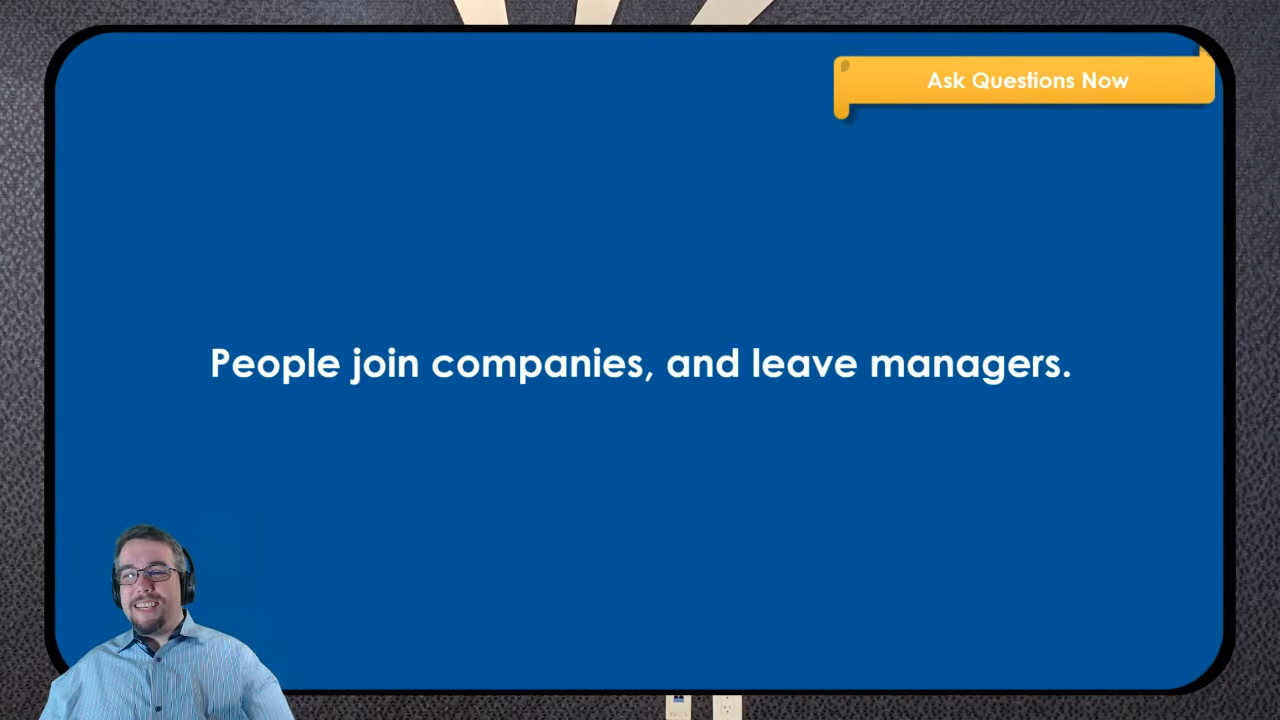 Ask Questions Now
People join companies, and leave managers.